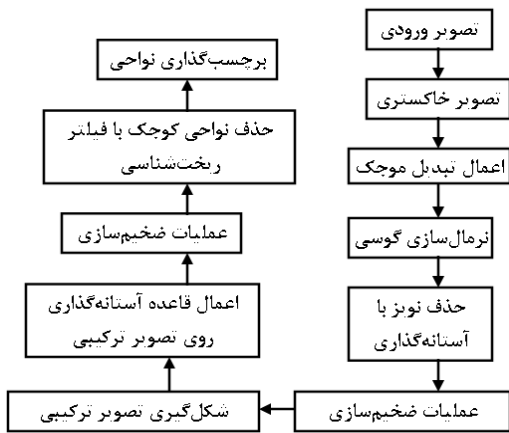 تصویر ورودی
تصویر خاکستری
اعمال تبدیل موجک
نرمال‌سازی گوسی
حذف نویز با
آستانه‌گذاری
عملیات ضخیم‌سازی
شکل‌گیری تصویر ترکیبی
اعمال قاعده آستانه‌گذاری
روی تصویر ترکیبی
عملیات ضخیم‌سازی
حذف نواحی کوچک با فیلتر
ریخت‌شناسی
برچسب‌گذاری نواحی